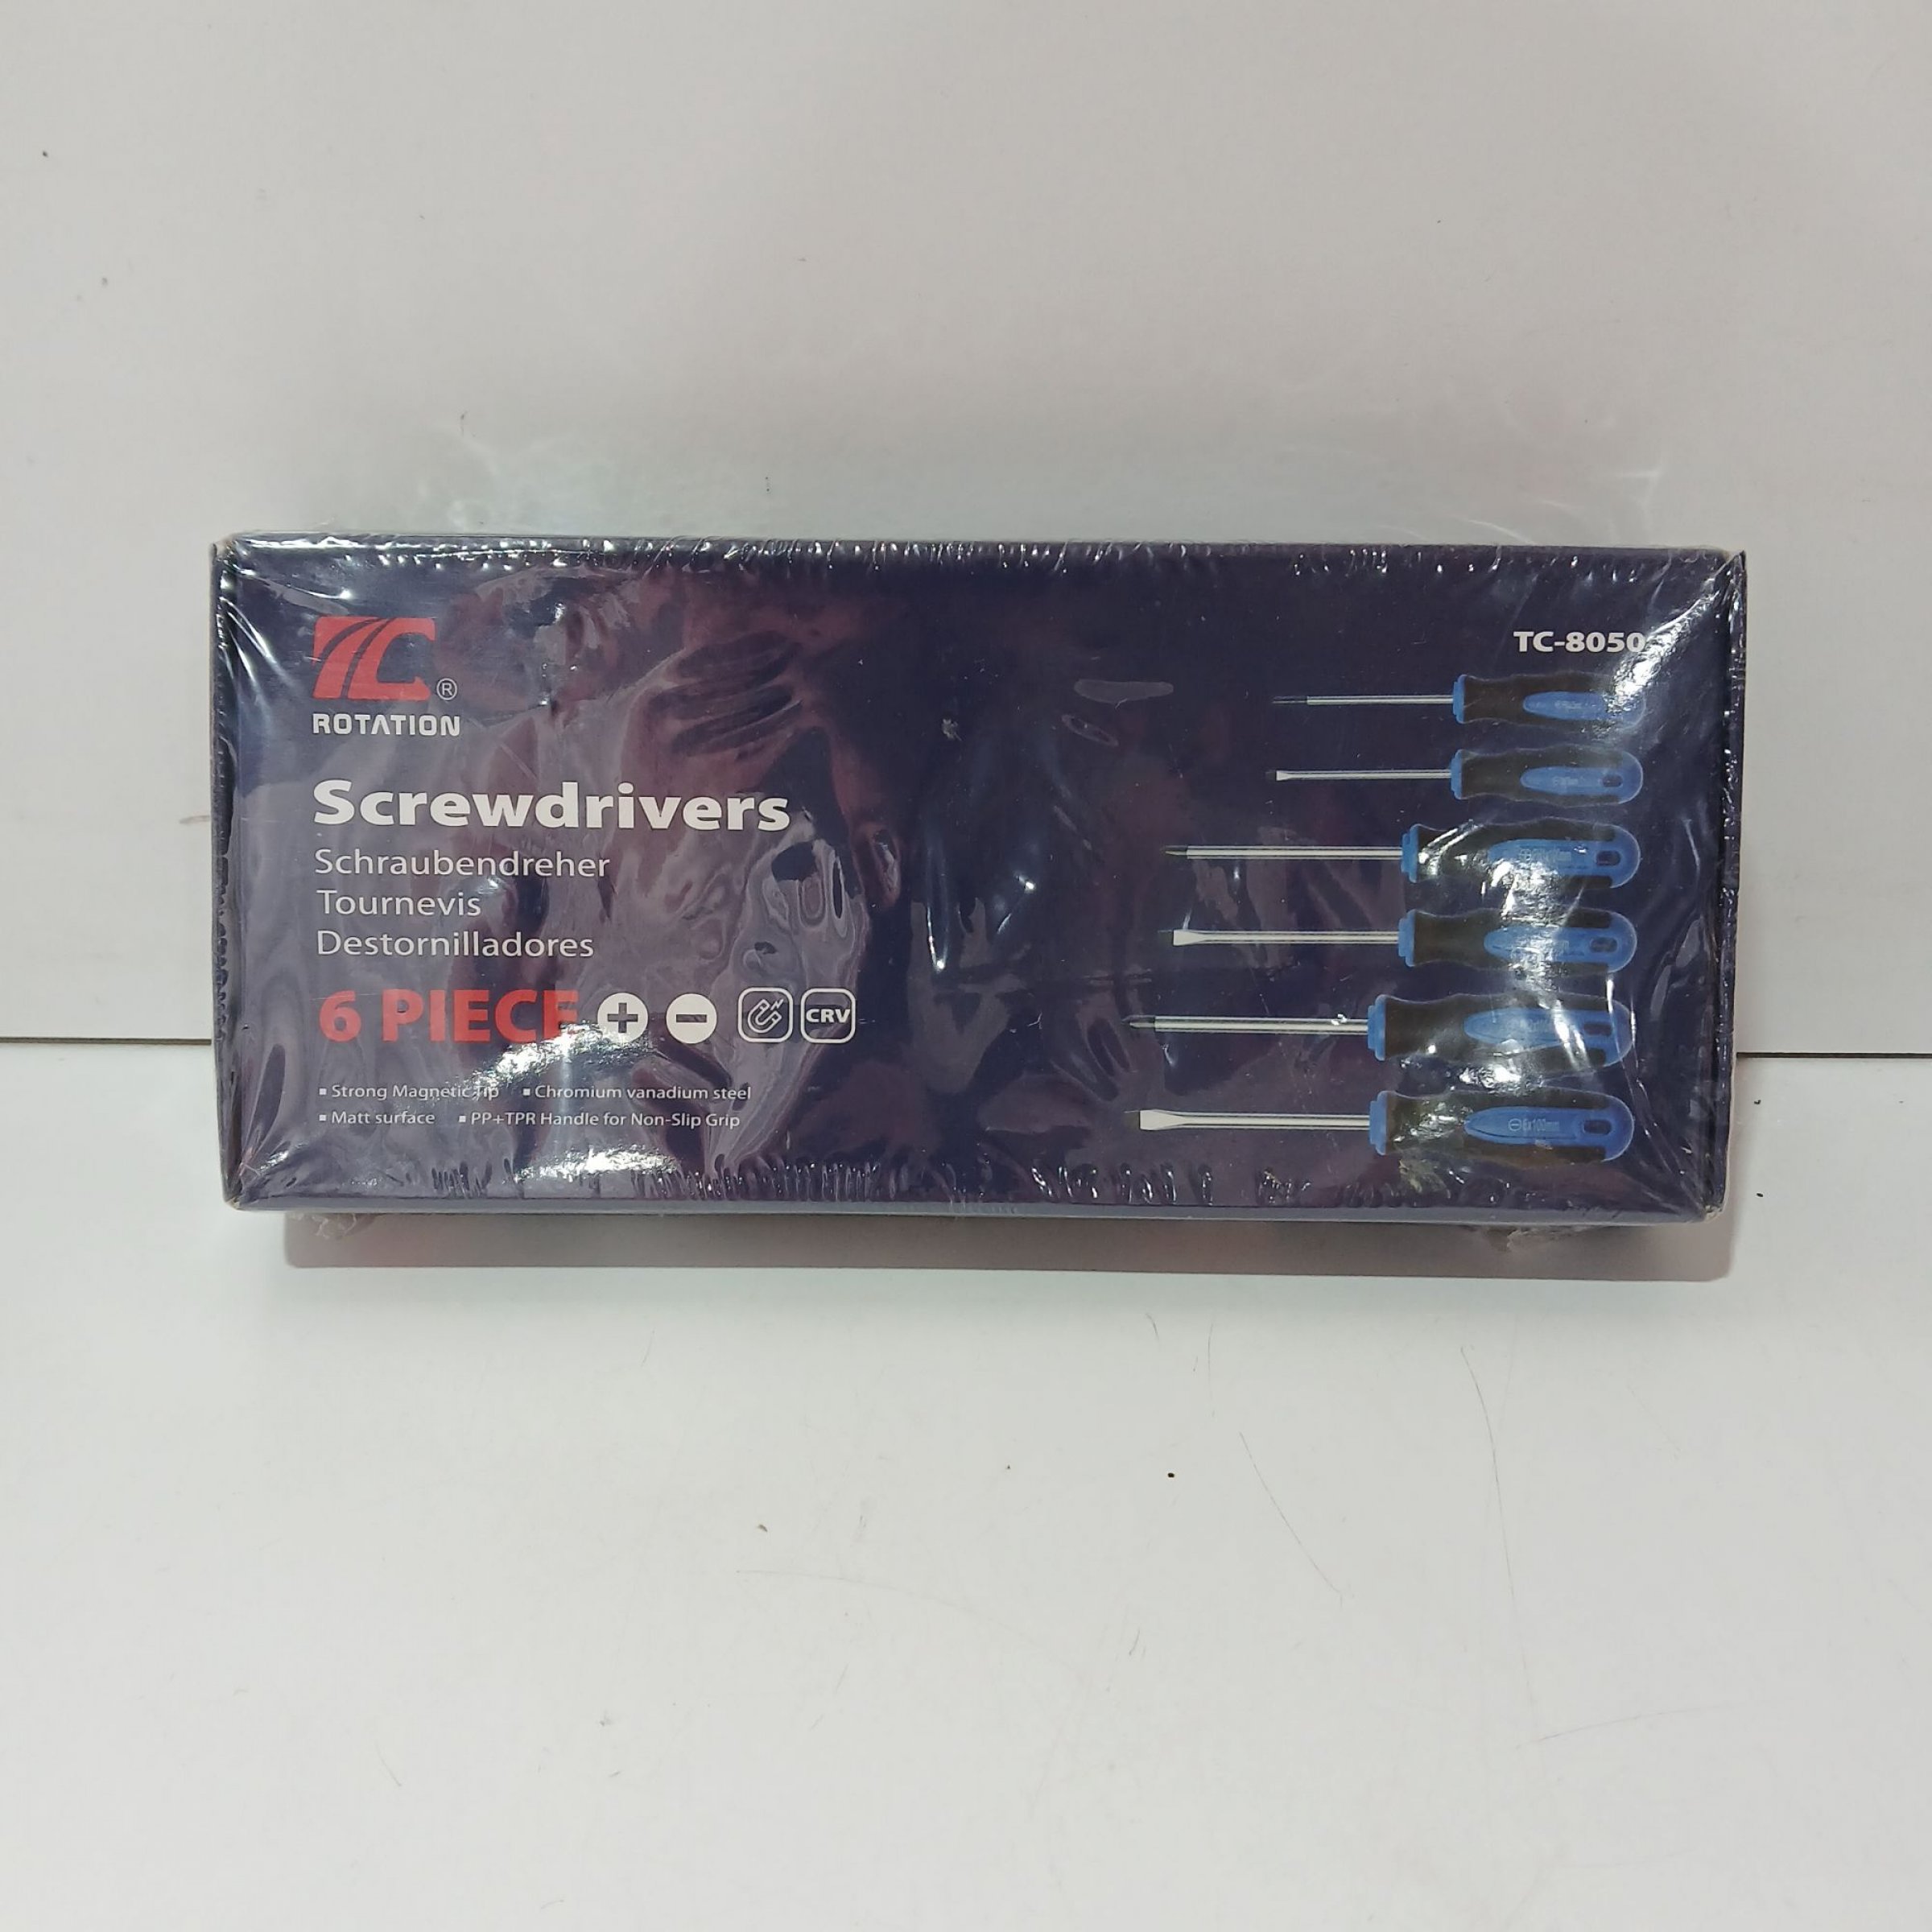 TC ®
ROTATION
TC-8050
Screwdrivers
Schraubendreher
Tournevis
Destornilladores
6 PIECE
CRV
▪ Strong Magnetic Tip ▪ Chromium vanadium steel
▪ Matt surface ▪ PP+TPR Handle for Non-Slip Grip
6x100mm